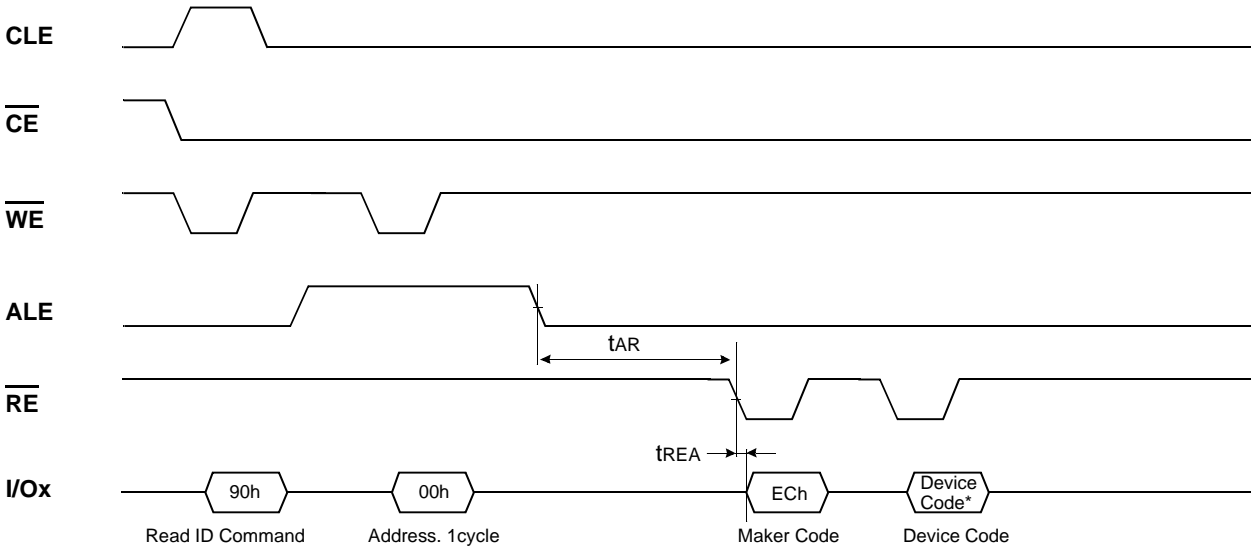 CLE
CE
WE
ALE
tAR
RE
tREA
I/Ox
90h
00h
ECh
Device
Code*
Read ID Command
Address. 1cycle
Maker Code
Device Code